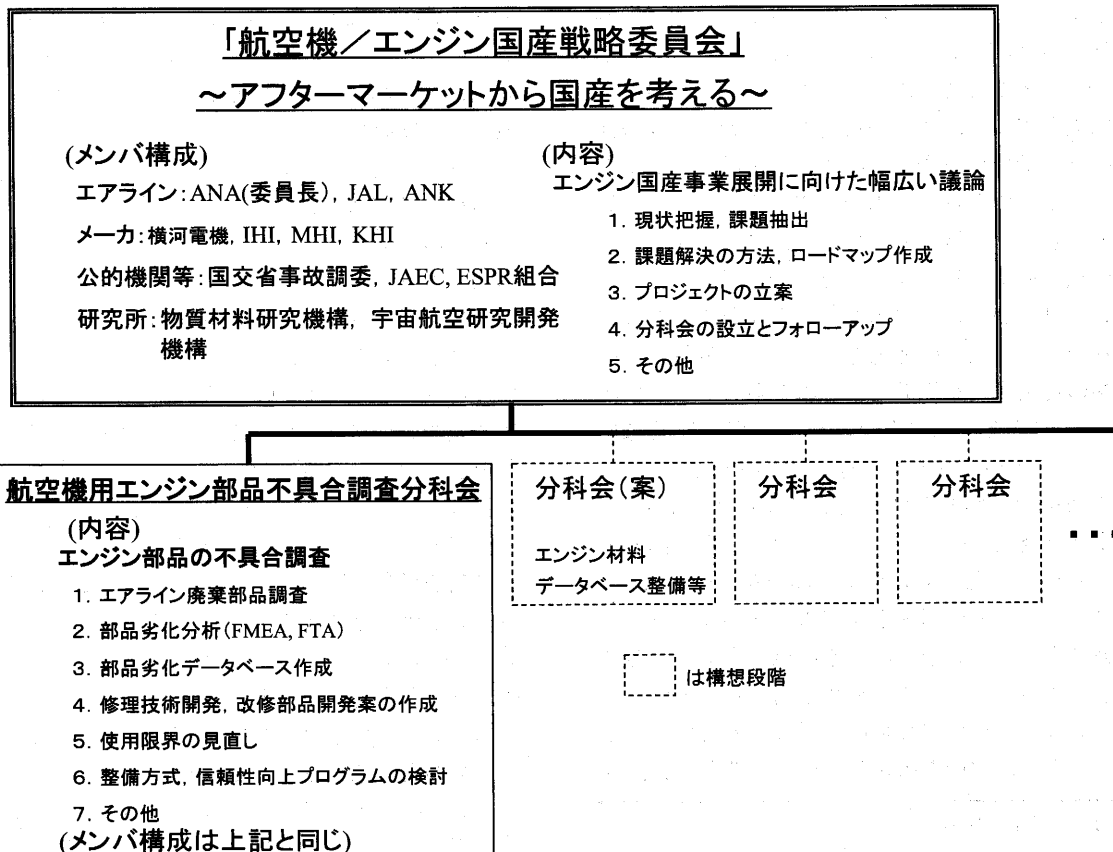 「航空機／エンジン国産戦略委員会」
～アフターマーケットから国産を考える～
(メンバ構成)
エアライン：ANA(委員長), JAL, ANK
メーカ：横河電機, IHI, MHI, KHI
公的機関等：国交省事故調委, JAEC, ESPR組合
研究所：物質材料研究機構, 宇宙航空研究開発
機構
(内容)
エンジン国産事業展開に向けた幅広い議論
1. 現状把握, 課題抽出
2. 課題解決の方法, ロードマップ作成
3. プロジェクトの立案
4. 分科会の設立とフォローアップ
5. その他
航空機用エンジン部品不具合調査分科会
(内容)
エンジン部品の不具合調査
1. エアライン廃棄部品調査
2. 部品劣化分析(FMEA, FTA)
3. 部品劣化データベース作成
4. 修理技術開発, 改修部品開発案の作成
5. 使用限界の見直し
6. 整備方式, 信頼性向上プログラムの検討
7. その他
(メンバ構成は上記と同じ)
分科会(案)
エンジン材料
データベース整備等
分科会
分科会
は構想段階